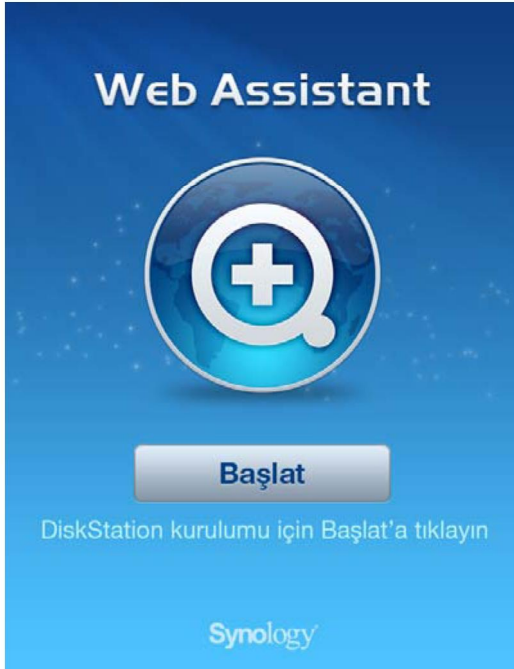 Web Assistant
Başlat
DiskStation kurulumu için Başlat'a tıklayın
Synology